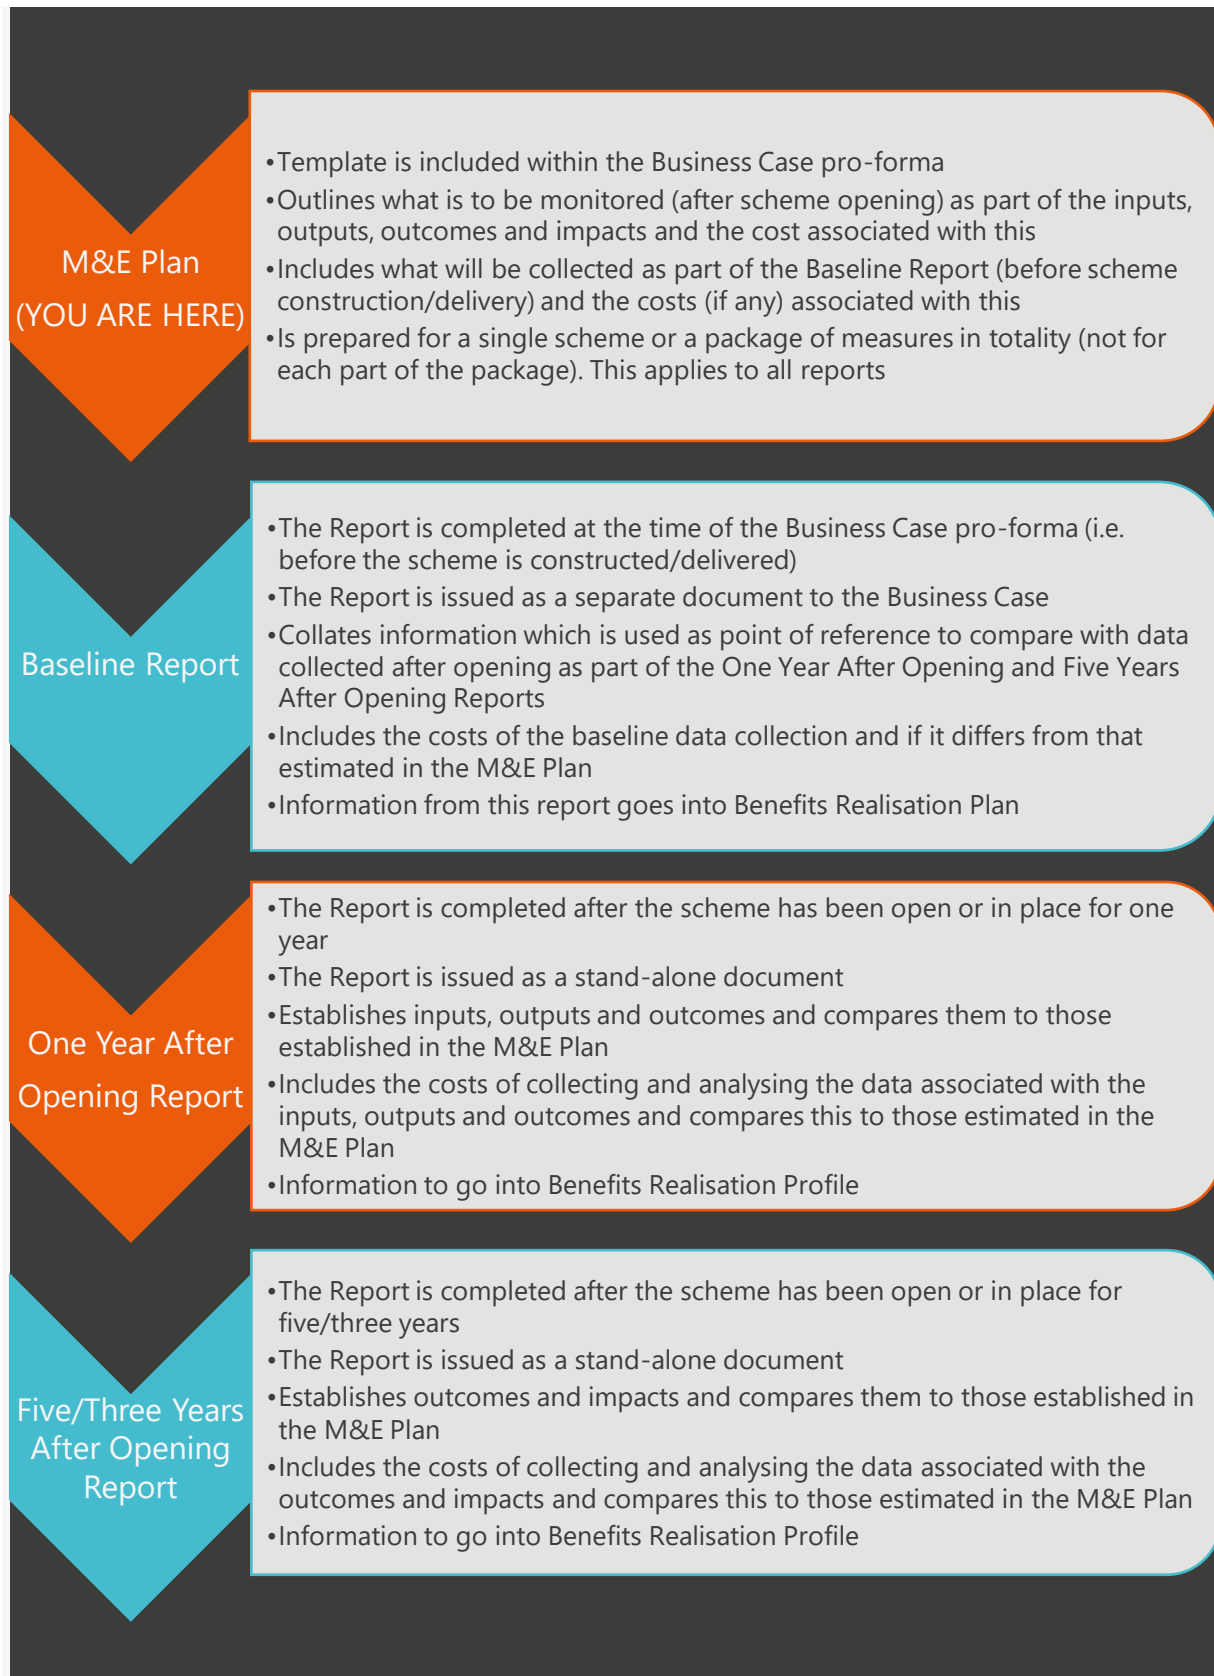 M&E Plan
(YOU ARE HERE)
•Template is included within the Business Case pro-forma
•Outlines what is to be monitored (after scheme opening) as part of the inputs,
outputs, outcomes and impacts and the cost associated with this
•Includes what will be collected as part of the Baseline Report (before scheme
construction/delivery) and the costs (if any) associated with this
•Is prepared for a single scheme or a package of measures in totality (not for
each part of the package). This applies to all reports
Baseline Report
•The Report is completed at the time of the Business Case pro-forma (i.e.
before the scheme is constructed/delivered)
•The Report is issued as a separate document to the Business Case
•Collates information which is used as point of reference to compare with data
collected after opening as part of the One Year After Opening and Five Years
After Opening Reports
•Includes the costs of the baseline data collection and if it differs from that
estimated in the M&E Plan
•Information from this report goes into Benefits Realisation Plan
One Year After
Opening Report
•The Report is completed after the scheme has been open or in place for one
year
•The Report is issued as a stand-alone document
•Establishes inputs, outputs and outcomes and compares them to those
established in the M&E Plan
•Includes the costs of collecting and analysing the data associated with the
inputs, outputs and outcomes and compares this to those estimated in the
M&E Plan
•Information to go into Benefits Realisation Profile
Five/Three Years
After Opening
Report
•The Report is completed after the scheme has been open or in place for
five/three years
•The Report is issued as a stand-alone document
•Establishes outcomes and impacts and compares them to those established in
the M&E Plan
•Includes the costs of collecting and analysing the data associated with the
outcomes and impacts and compares this to those estimated in the M&E Plan
•Information to go into Benefits Realisation Profile